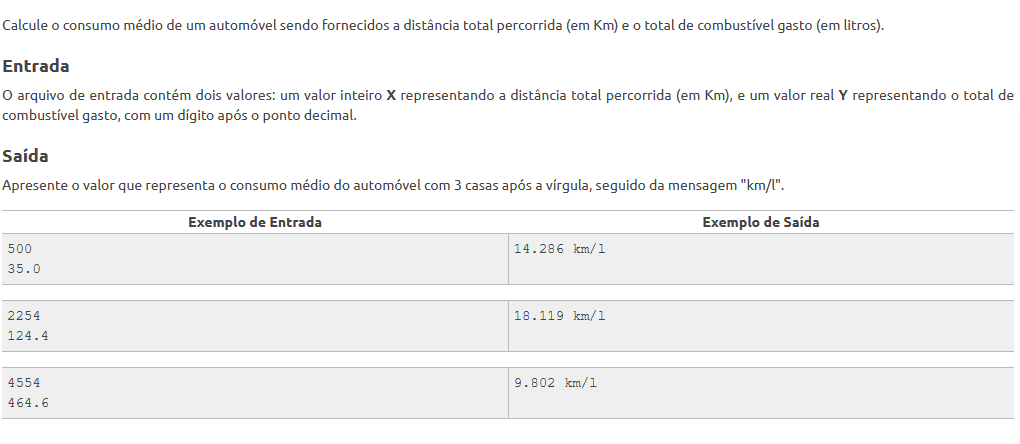 Calcule o consumo médio de um automóvel sendo fornecidos a distância total percorrida (em Km) e o total de combustível gasto (em litros).
Entrada
O arquivo de entrada contém dois valores: um valor inteiro X representando a distância total percorrida (em Km), e um valor real Y representando o total de
combustível gasto, com um dígito após o ponto decimal.
Saída
Apresente o valor que representa o consumo médio do automóvel com 3 casas após a vírgula, seguido da mensagem "km/l".
Exemplo de Entrada Exemplo de Saída
500 14.286 km/l
35.0
2254 18.119 km/l
124.4
4554 9.802 km/l
464.6